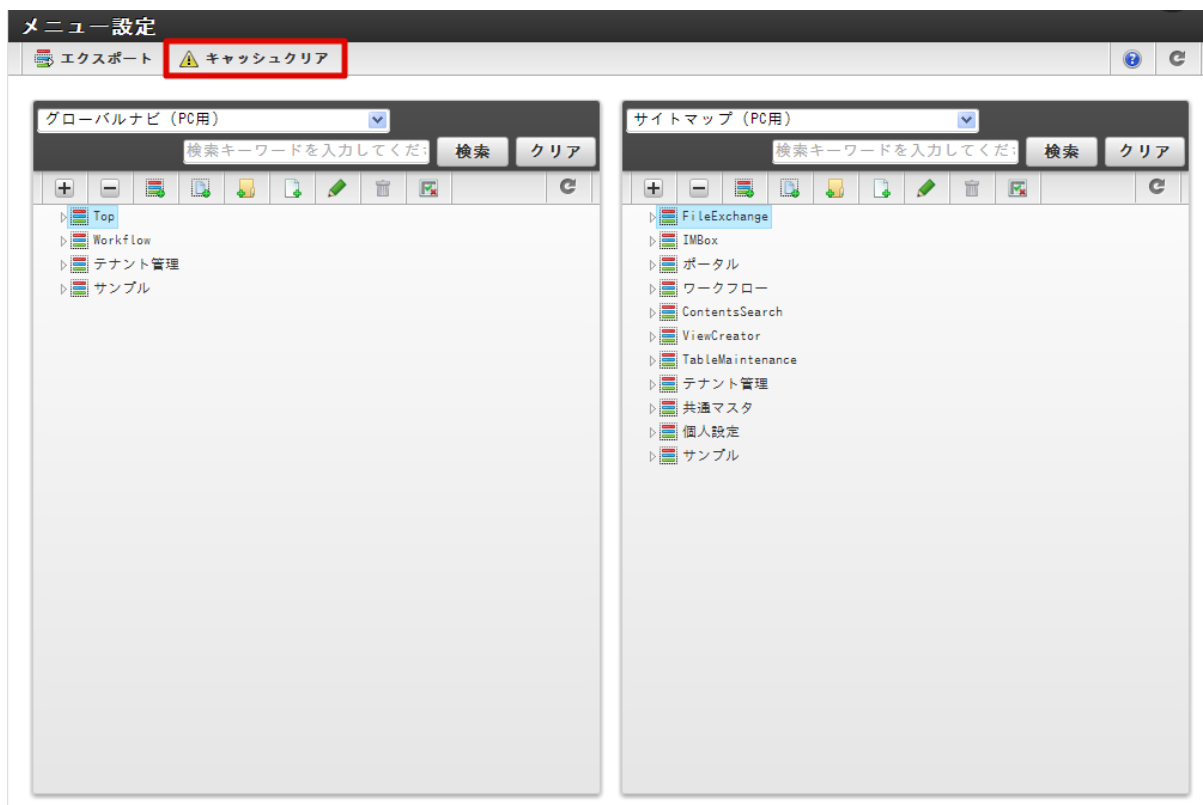 メニュー設定
エクスポート キャッシュクリア
グローバルナビ (PC用)
検索キーワードを入力してくだ 検索 クリア
Top
Workflow
テナント管理
サンプル
サイトマップ (PC用)
検索キーワードを入力してくだ 検索 クリア
FileExchange
IMBox
ポータル
ワークフロー
ContentsSearch
ViewCreator
TableMaintenance
テナント管理
共通マスタ
個人設定
サンプル